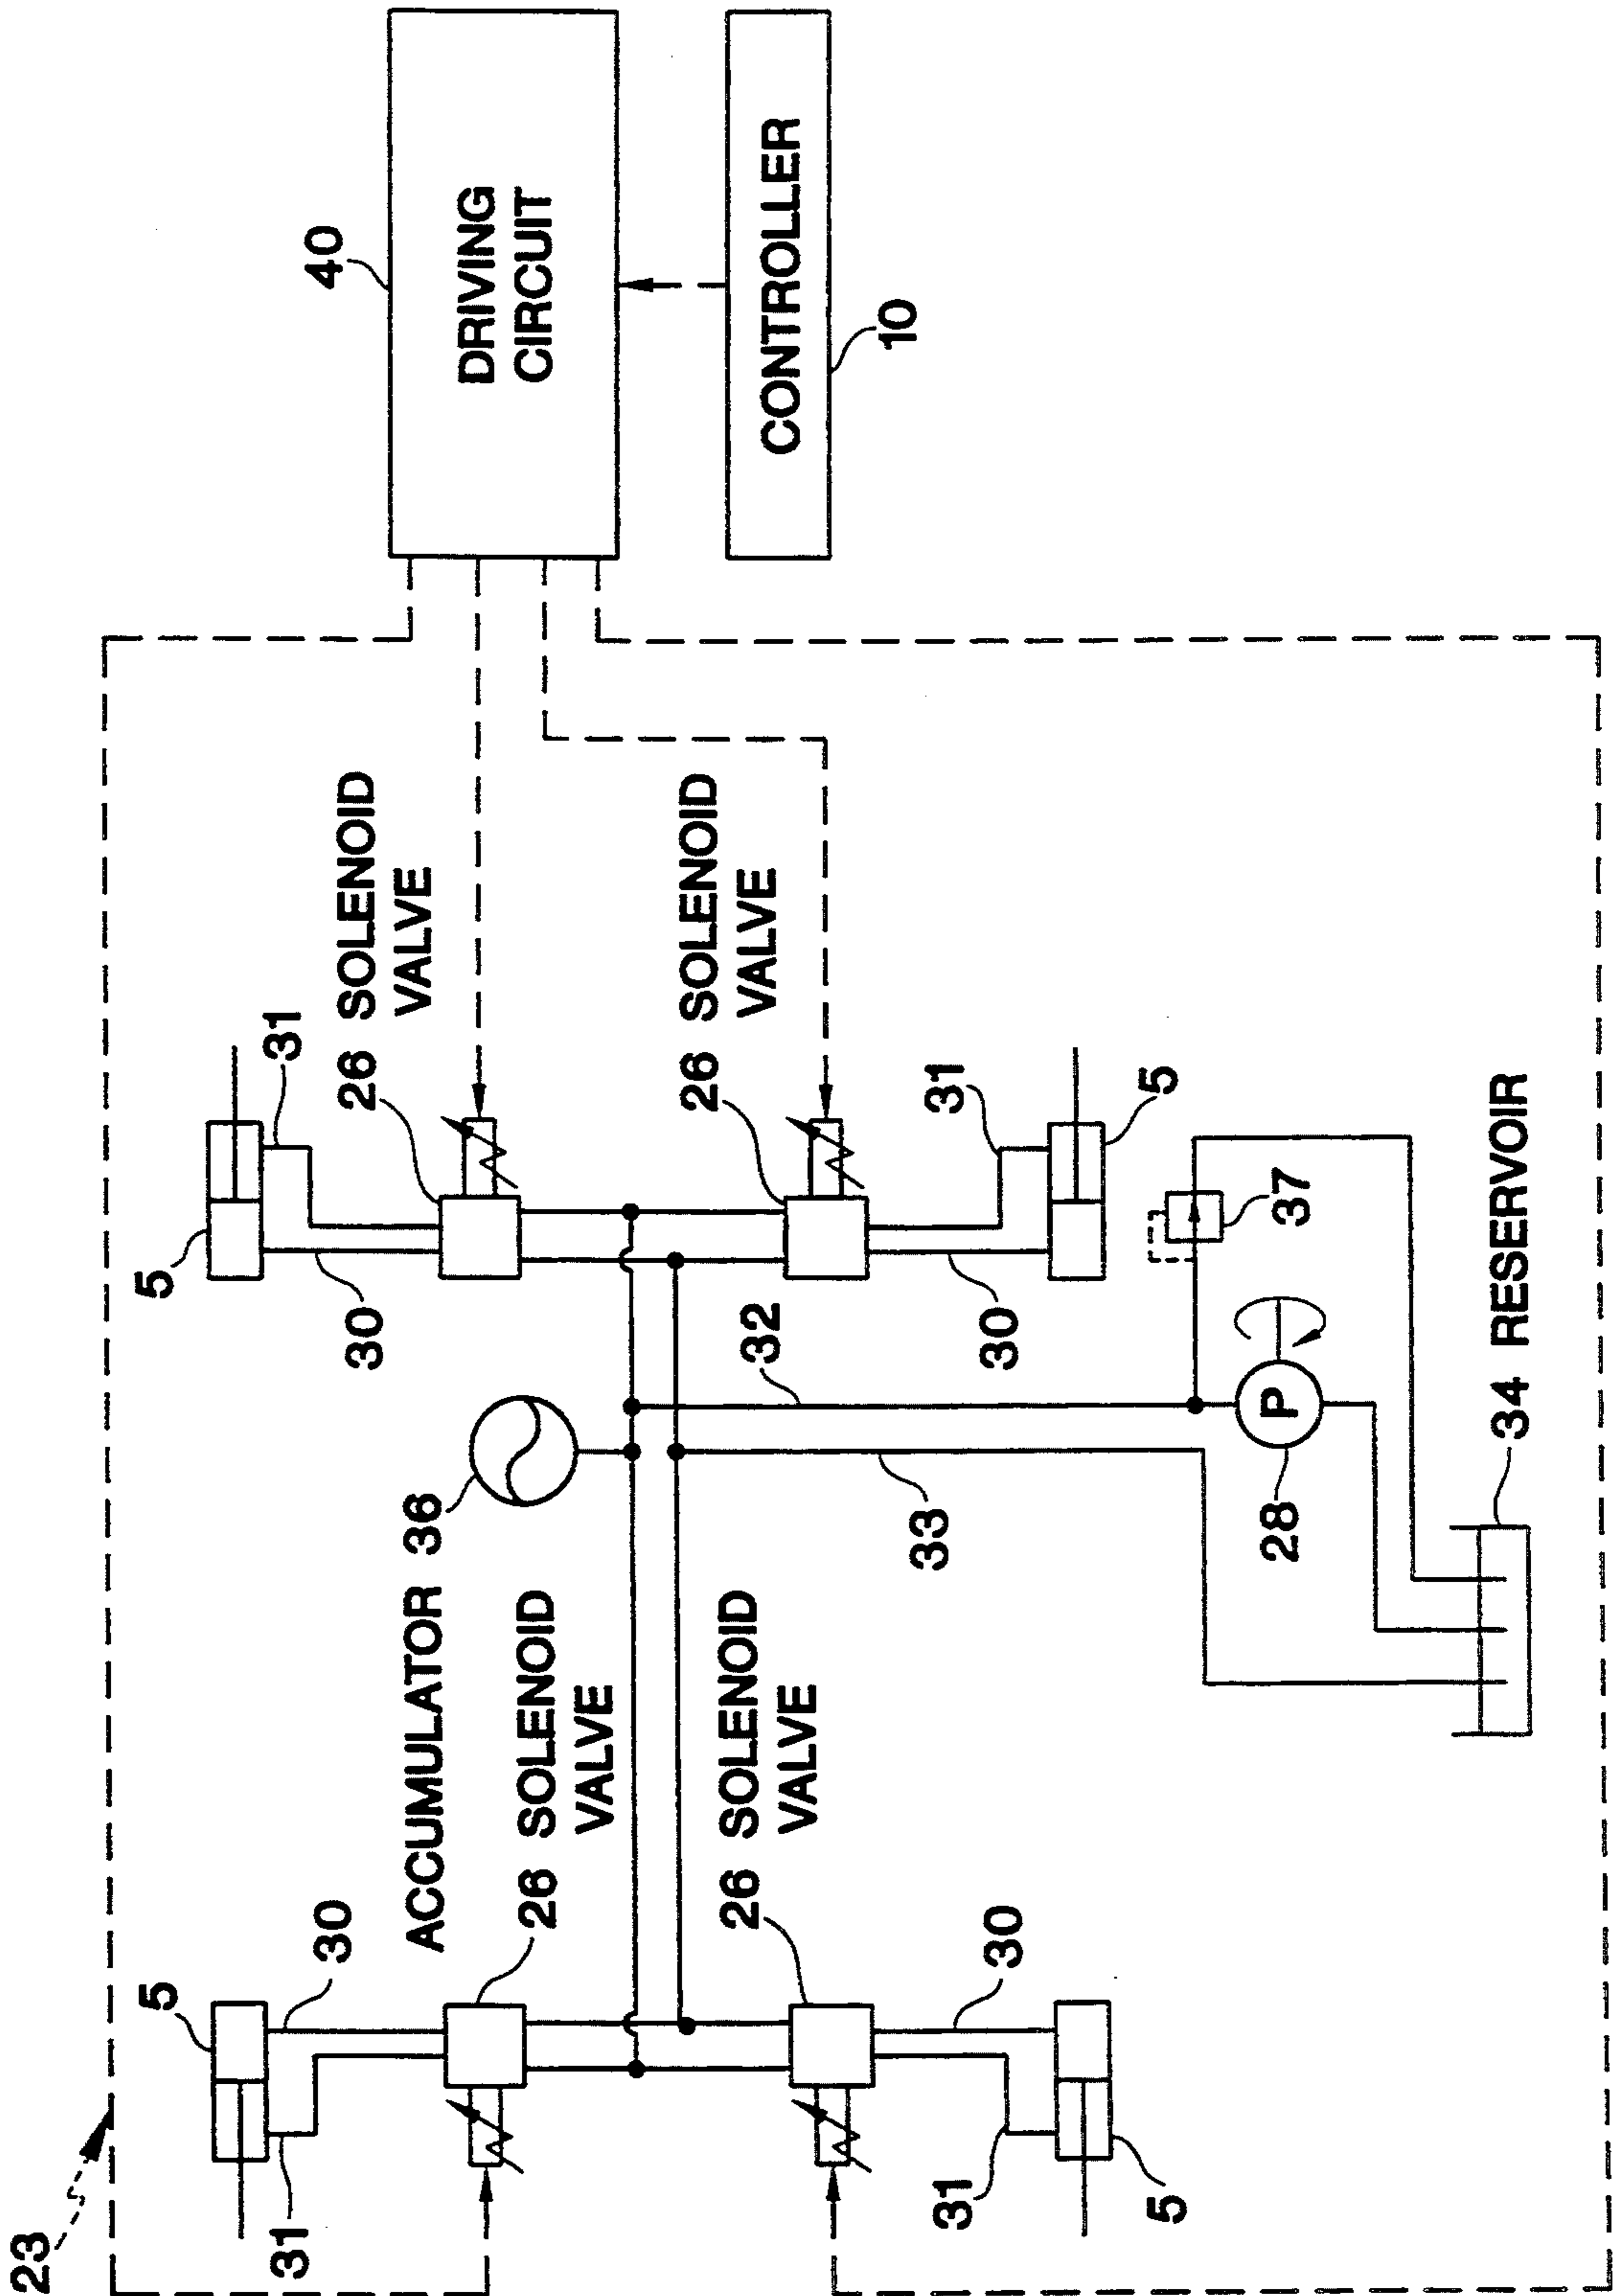 23
40
DRIVING
CIRCUIT
CONTROLLER
10
5
31
30
26 SOLENOID
VALVE
26 SOLENOID
VALVE
31
5
30
ACCUMULATOR 36
32
33
37
P
28
34 RESERVOIR
5
30
31
26 SOLENOID
VALVE
26 SOLENOID
VALVE
30
31
5